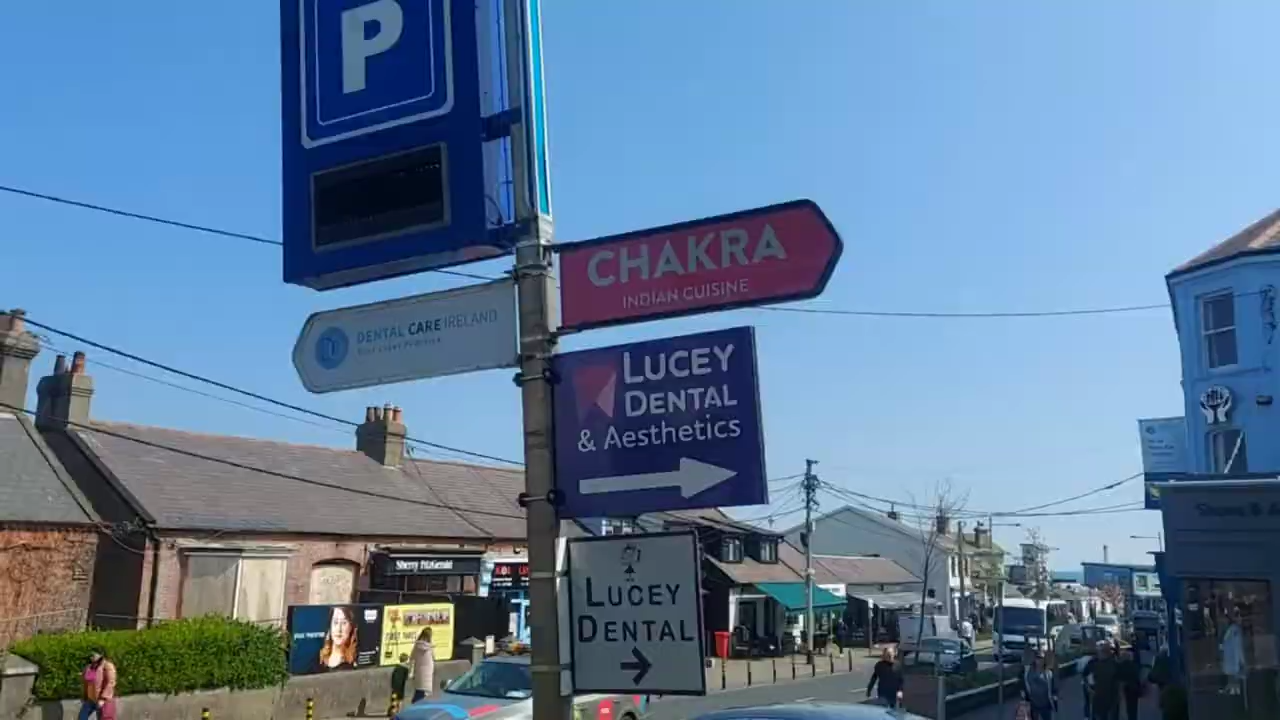 P
CHAKRA
INDIAN CUISINE
DENTAL CARE IRELAND
LUCEY
DENTAL
& Aesthetics
LUCEY
DENTAL
Sherry FitzGerald